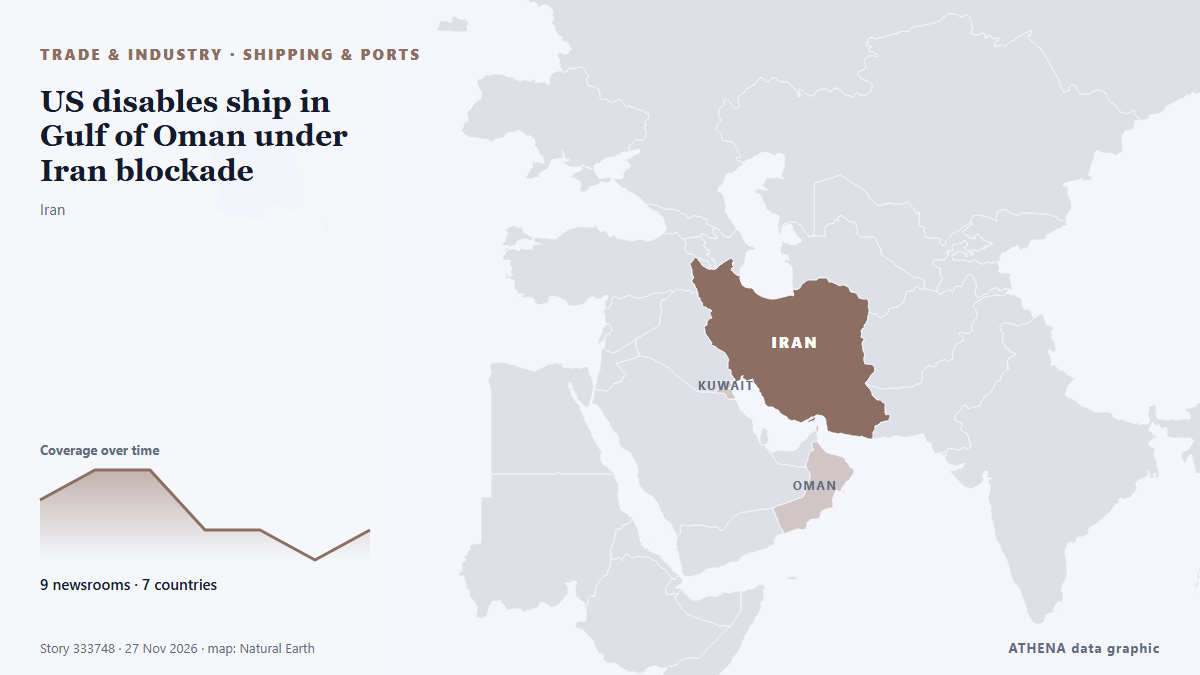 TRADE & INDUSTRY · SHIPPING & PORTS
US disables ship in
Gulf of Oman under
Iran blockade
Iran
IRAN
KUWAIT
OMAN
Coverage over time
9 newsrooms · 7 countries
Story 333748 · 27 Nov 2026 · map: Natural Earth
ATHENA data graphic